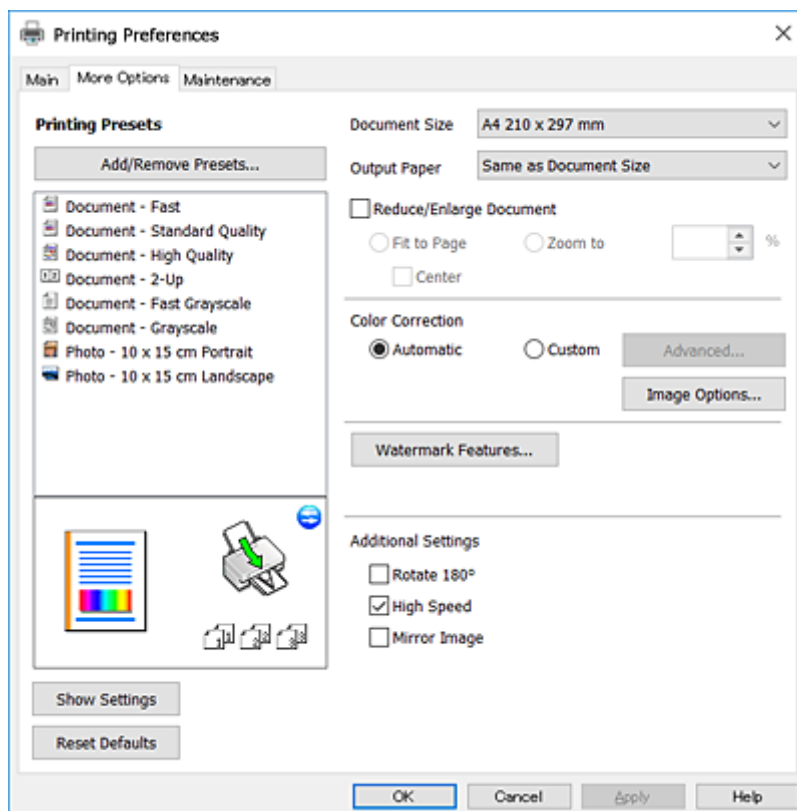 Printing Preferences
Main
More Options
Maintenance
Printing Presets
Add/Remove Presets...
Document - Fast
Document - Standard Quality
Document - High Quality
Document - 2-Up
Document - Fast Grayscale
Document - Grayscale
Photo - 10 x 15 cm Portrait
Photo - 10 x 15 cm Landscape
Show Settings
Reset Defaults
Document Size
A4 210 x 297 mm
Output Paper
Same as Document Size
Reduce/Enlarge Document
Fit to Page
Zoom to
%
Center
Color Correction
Automatic
Custom
Advanced...
Image Options...
Watermark Features...
Additional Settings
Rotate 180°
High Speed
Mirror Image
OK
Cancel
Apply
Help